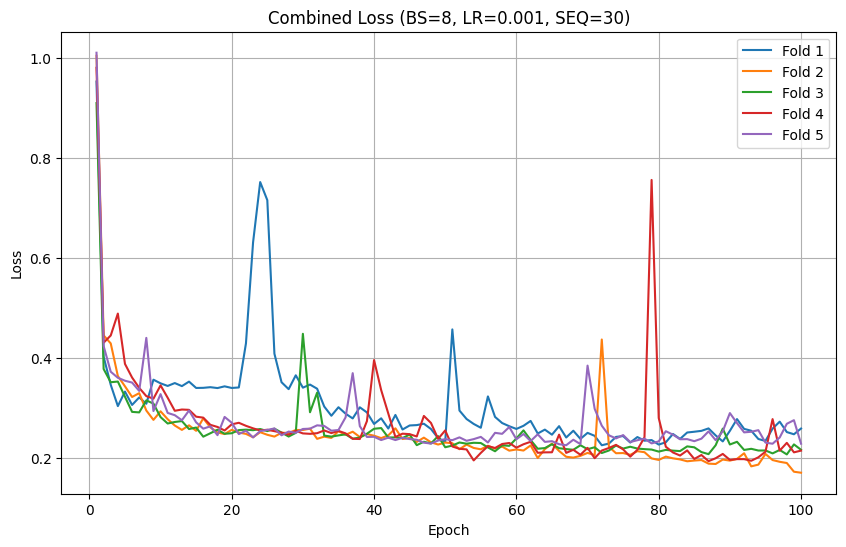 Combined Loss (BS=8, LR=0.001, SEQ=30)
Fold 1
Fold 2
Fold 3
Fold 4
Fold 5
1.0
0.8
0.6
0.4
0.2
Loss
0 20 40 60 80 100
Epoch